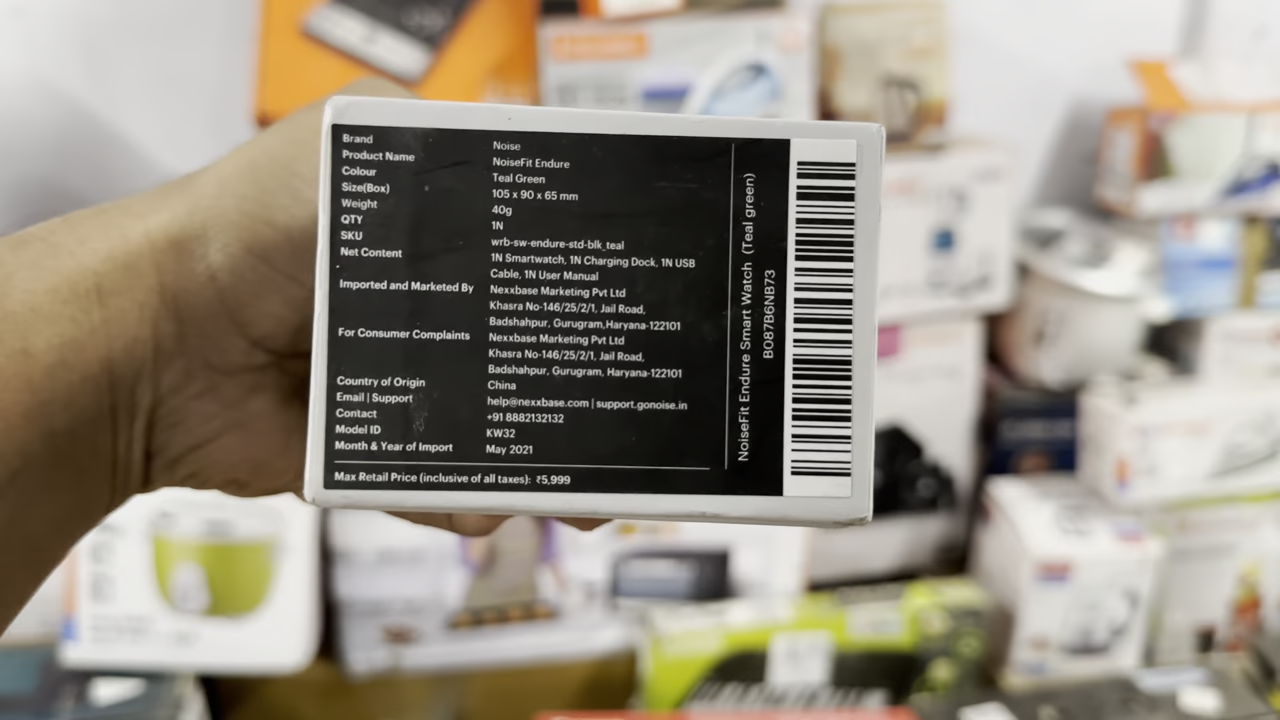 Brand Noise
Product Name NoiseFit Endure
Colour Teal Green
Size(Box) 105 x 90 x 65 mm
Weight 40g
QTY 1N
SKU wrb-sw-endure-std-blk_teal
Net Content 1N Smartwatch, 1N Charging Dock, 1N USB
Cable, 1N User Manual
Imported and Marketed By Nexxbase Marketing Pvt Ltd
Khasra No-146/25/2/1, Jail Road,
Badshahpur, Gurugram,Haryana-122101
For Consumer Complaints Nexxbase Marketing Pvt Ltd
Khasra No-146/25/2/1, Jail Road,
Badshahpur, Gurugram, Haryana-122101
Country of Origin China
Email | Support help@nexxbase.com | support.gonoise.in
Contact +91 8882132132
Model ID KW32
Month & Year of Import May 2021
Max Retail Price (inclusive of all taxes): ₹5,999
NoiseFit Endure Smart Watch (Teal green)
B087B6NB73